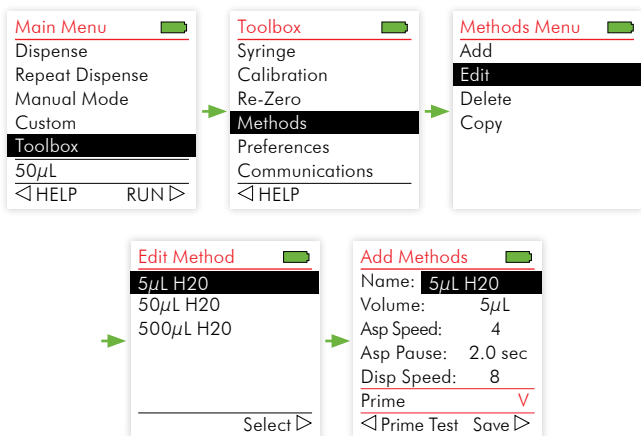 Main Menu
Dispense
Repeat Dispense
Manual Mode
Custom
Toolbox
50µL
HELP RUN
Toolbox
Syringe
Calibration
Re-Zero
Methods
Preferences
Communications
HELP
Methods Menu
Add
Edit
Delete
Copy
Edit Method
5µL H20
50µL H20
500µL H20
Select
Add Methods
Name: 5µL H20
Volume: 5µL
Asp Speed: 4
Asp Pause: 2.0 sec
Disp Speed: 8
Prime V
Prime Test Save